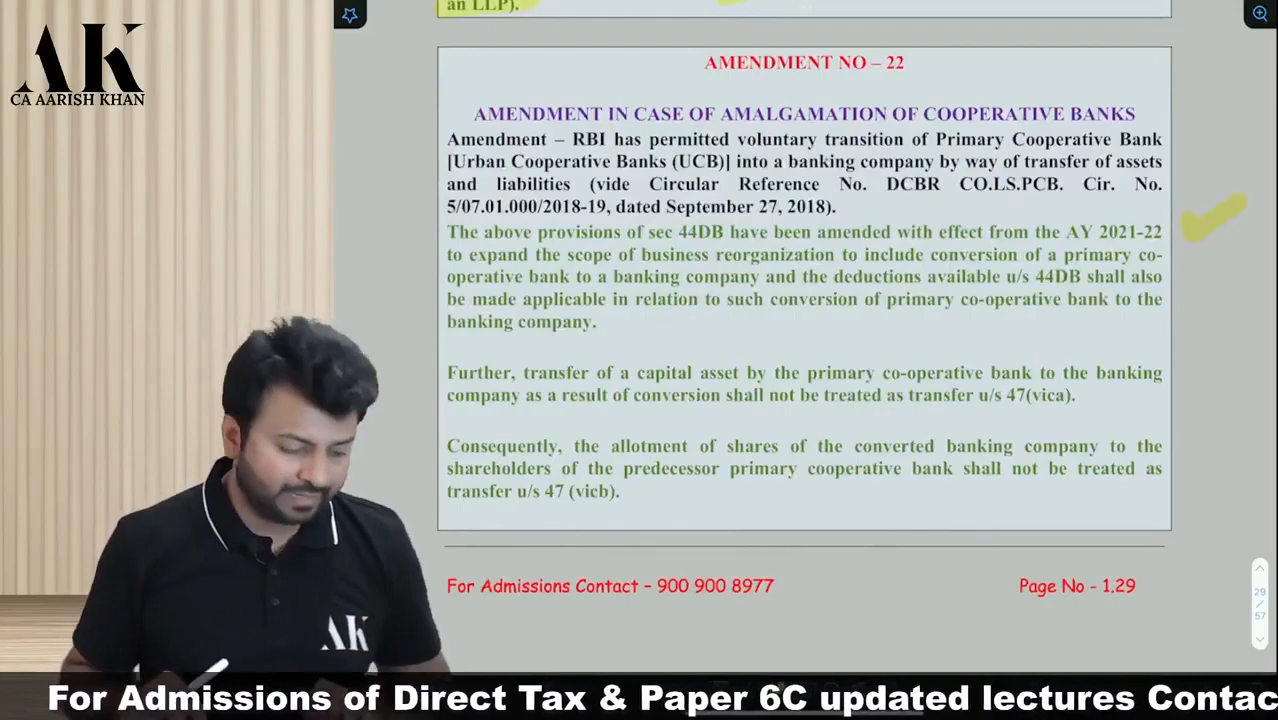 an LLP).
AK
CA AARISH KHAN
AMENDMENT NO – 22
AMENDMENT IN CASE OF AMALGAMATION OF COOPERATIVE BANKS
Amendment – RBI has permitted voluntary transition of Primary Cooperative Bank
[Urban Cooperative Banks (UCB)] into a banking company by way of transfer of assets
and liabilities (vide Circular Reference No. DCBR CO.LS.PCB. Cir. No.
5/07.01.000/2018-19, dated September 27, 2018).
The above provisions of sec 44DB have been amended with effect from the AY 2021-22
to expand the scope of business reorganization to include conversion of a primary co-
operative bank to a banking company and the deductions available u/s 44DB shall also
be made applicable in relation to such conversion of primary co-operative bank to the
banking company.
Further, transfer of a capital asset by the primary co-operative bank to the banking
company as a result of conversion shall not be treated as transfer u/s 47(vica).
Consequently, the allotment of shares of the converted banking company to the
shareholders of the predecessor primary cooperative bank shall not be treated as
transfer u/s 47 (vicb).
For Admissions Contact – 900 900 8977
Page No - 1.29
29
/
57
AK
For Admissions of Direct Tax & Paper 6C updated lectures Contac